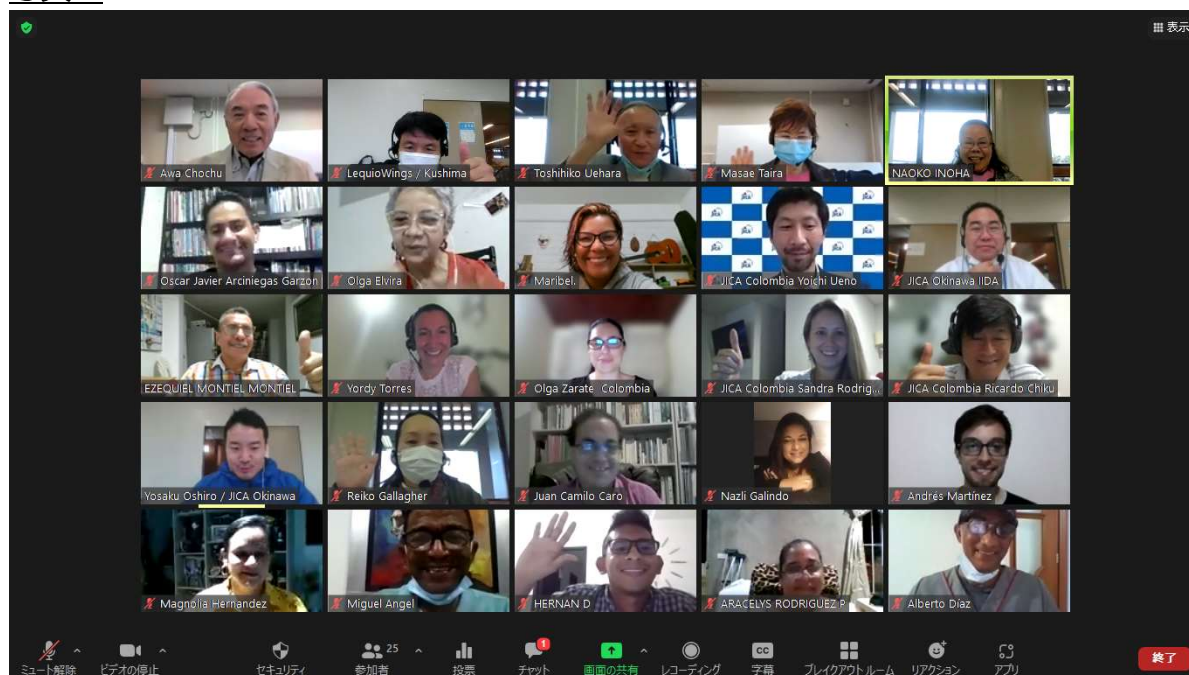 表示
Awa Chochu
LequioWings / Kushima
Toshihiko Uehara
Masae Taira
NAOKO INOHA
Oscar Javier Arciniegas Garzon
Olga Elvira
Maribel.
JICA Colombia Yoichi Ueno
JICA Okinawa IIDA
EZEQUIEL MONTIEL MONTIEL
Yordy Torres
Olga Zarate Colombia
JICA Colombia Sandra Rodrig...
JICA Colombia Ricardo Chiku
Yosaku Oshiro / JICA Okinawa
Reiko Gallagher
Juan Camilo Caro
Nazli Galindo
Andrés Martínez
Magnolia Hernandez
Miguel Angel
HERNAN D
ARACELYS RODRIGUEZ P
Alberto Díaz
ミュート解除
ビデオの停止
セキュリティ
25
参加者
投票
1
チャット
画面の共有
レコーディング
CC
字幕
ブレイクアウト ルーム
リアクション
アプリ
終了